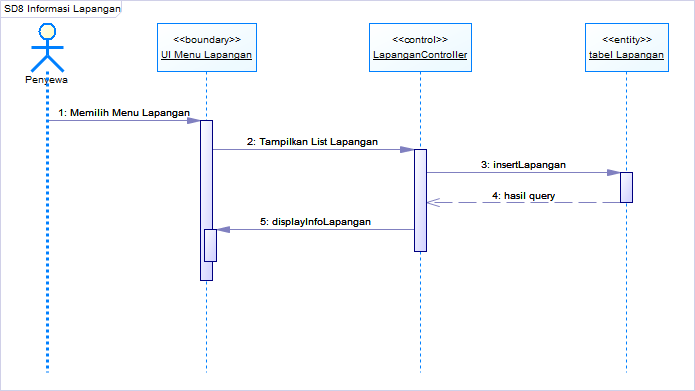 SD8 Informasi Lapangan
<<boundary>>
UI Menu Lapangan
<<control>>
LapanganController
<<entity>>
tabel Lapangan
Penyewa
1: Memilih Menu Lapangan
2: Tampilkan List Lapangan
3: insertLapangan
4: hasil query
5: displayInfoLapangan